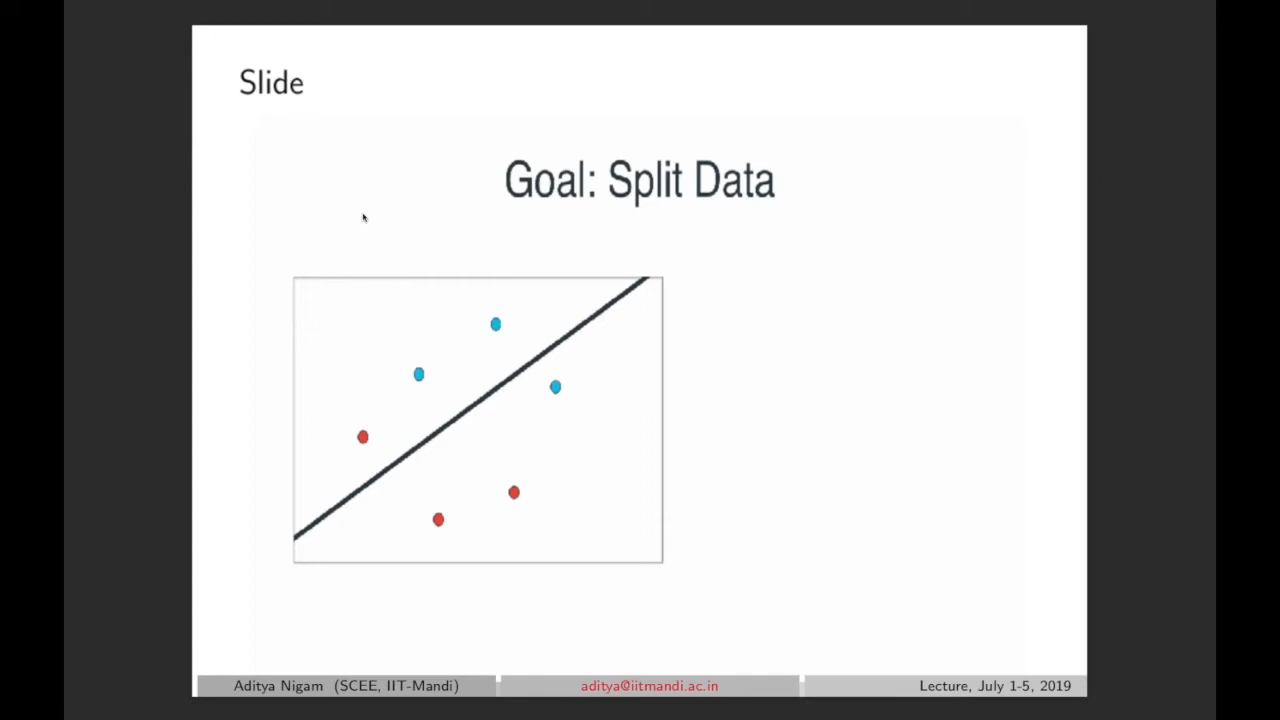 Slide
Goal: Split Data
Aditya Nigam (SCEE, IIT-Mandi)
aditya@iitmandi.ac.in
Lecture, July 1-5, 2019